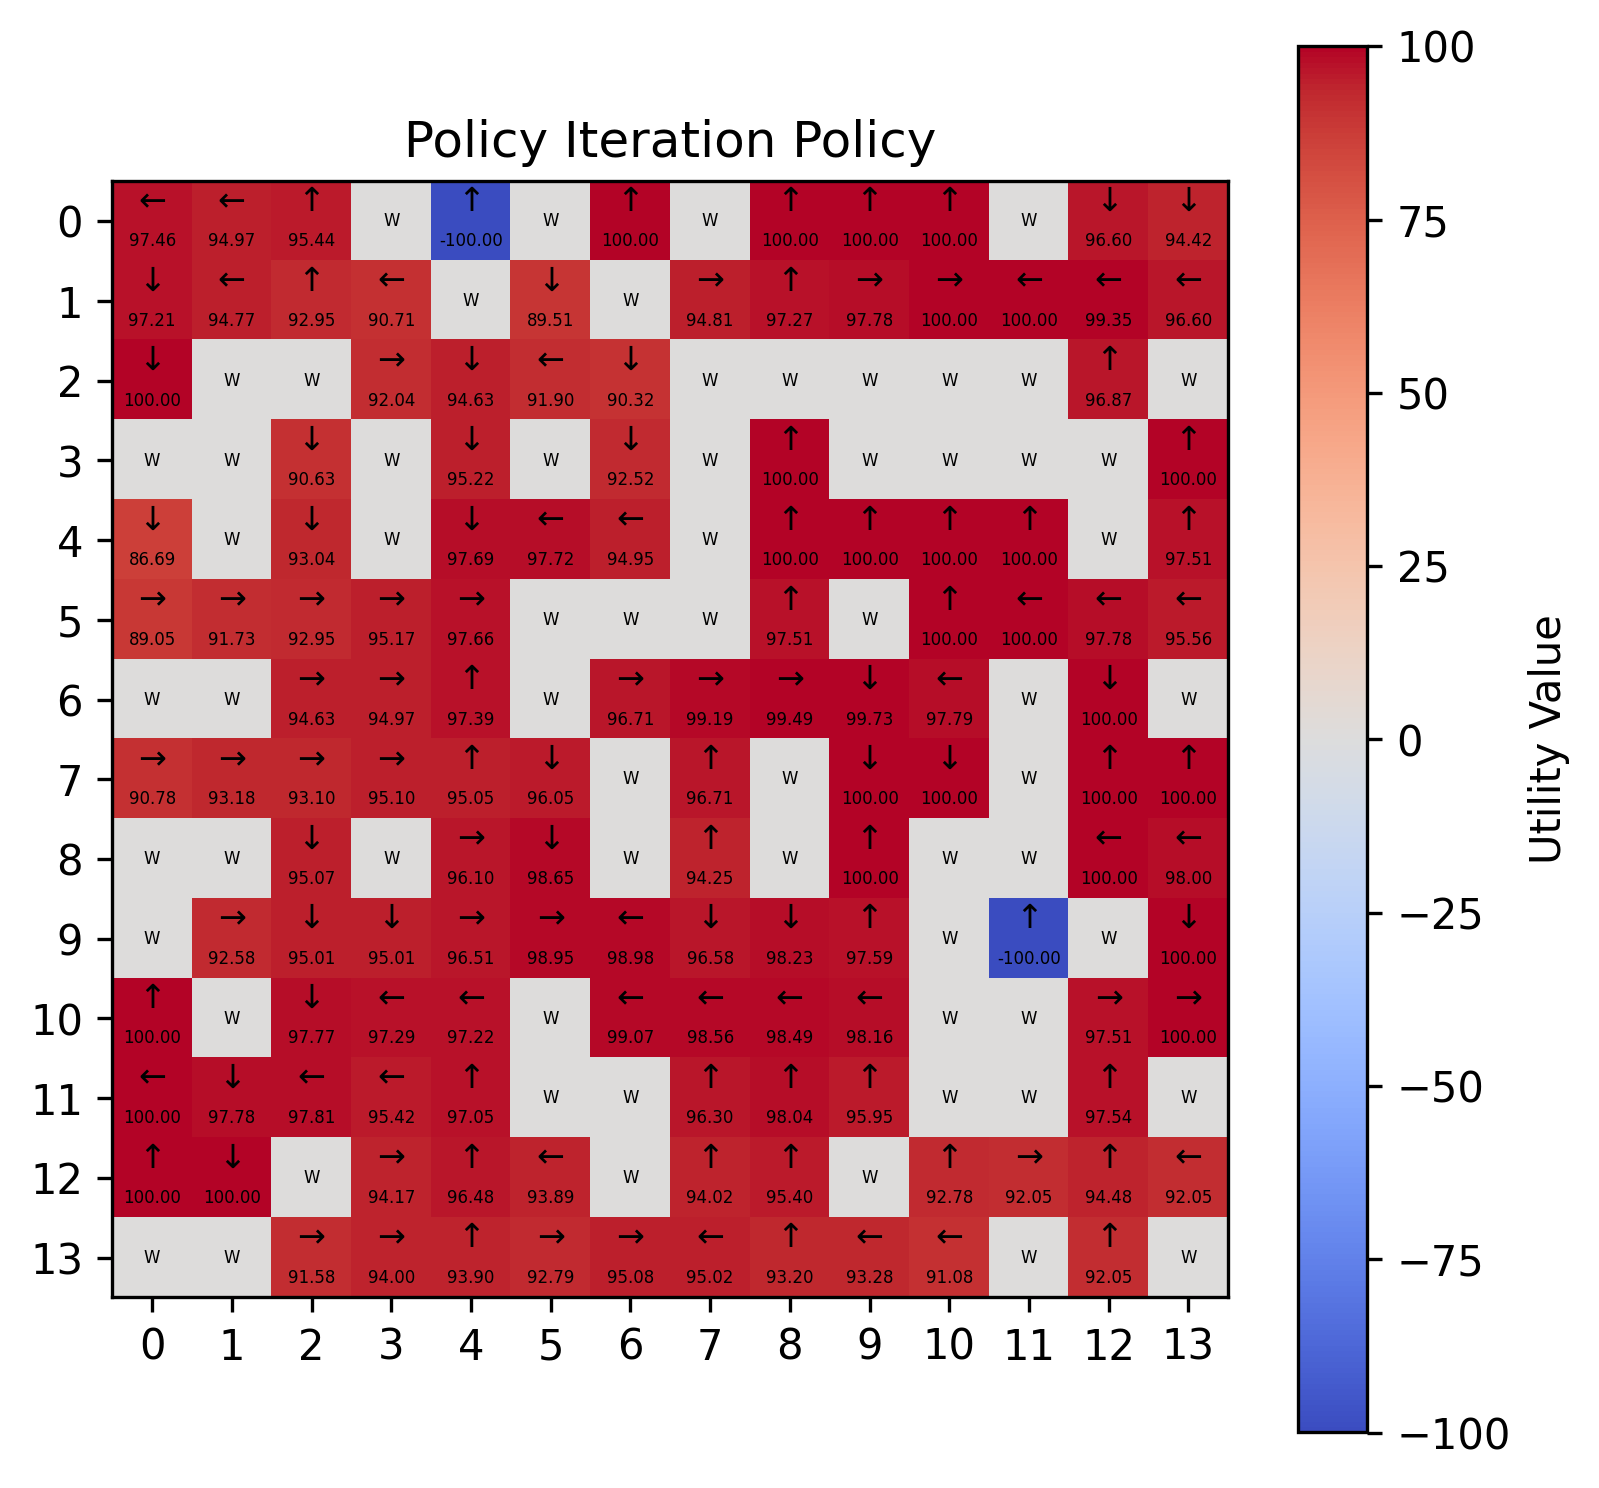 Policy Iteration Policy
0 ← ← ↑ W ↑ W ↑ W ↑ ↑ ↑ W ↓ ↓
97.46 94.97 95.44 -100.00 100.00 100.00 100.00 100.00 96.60 94.42
1 ↓ ← ↑ ← W ↓ W → ↑ → → ← ← ←
97.21 94.77 92.95 90.71 89.51 94.81 97.27 97.78 100.00 100.00 99.35 96.60
2 ↓ W W → ↓ ← ↓ W W W W W ↑ W
100.00 92.04 94.63 91.90 90.32 96.87
3 W W ↓ W ↓ W ↓ W ↑ W W W W ↑
90.63 95.22 92.52 100.00 100.00
4 ↓ W ↓ W ↓ ← ← W ↑ ↑ ↑ ↑ W ↑
86.69 93.04 97.69 97.72 94.95 100.00 100.00 100.00 100.00 97.51
5 → → → → → W W W ↑ W ↑ ← ← ←
89.05 91.73 92.95 95.17 97.66 97.51 100.00 100.00 97.78 95.56
6 W W → → ↑ W → → → ↓ ← W ↓ W
94.63 94.97 97.39 96.71 99.19 99.49 99.73 97.79 100.00
7 → → → → ↑ ↓ W ↑ W ↓ ↓ W ↑ ↑
90.78 93.18 93.10 95.10 95.05 96.05 96.71 100.00 100.00 100.00 100.00
8 W W ↓ W → ↓ W ↑ W ↑ W W ← ←
95.07 96.10 98.65 94.25 100.00 100.00 98.00
9 W → ↓ ↓ → → ← ↓ ↓ ↑ W ↑ W ↓
92.58 95.01 95.01 96.51 98.95 98.98 96.58 98.23 97.59 -100.00 100.00
10 ↑ W ↓ ← ← W ← ← ← ← W W → →
100.00 97.77 97.29 97.22 99.07 98.56 98.49 98.16 97.51 100.00
11 ← ↓ ← ← ↑ W W ↑ ↑ ↑ W W ↑ W
100.00 97.78 97.81 95.42 97.05 96.30 98.04 95.95 97.54
12 ↑ ↓ W → ↑ ← W ↑ ↑ W ↑ → ↑ ←
100.00 100.00 94.17 96.48 93.89 94.02 95.40 92.78 92.05 94.48 92.05
13 W W → → ↑ → → ← ↑ ← ← W ↑ W
91.58 94.00 93.90 92.79 95.08 95.02 93.20 93.28 91.08 92.05
0 1 2 3 4 5 6 7 8 9 10 11 12 13
100
75
50
25
0
−25
−50
−75
−100
Utility Value